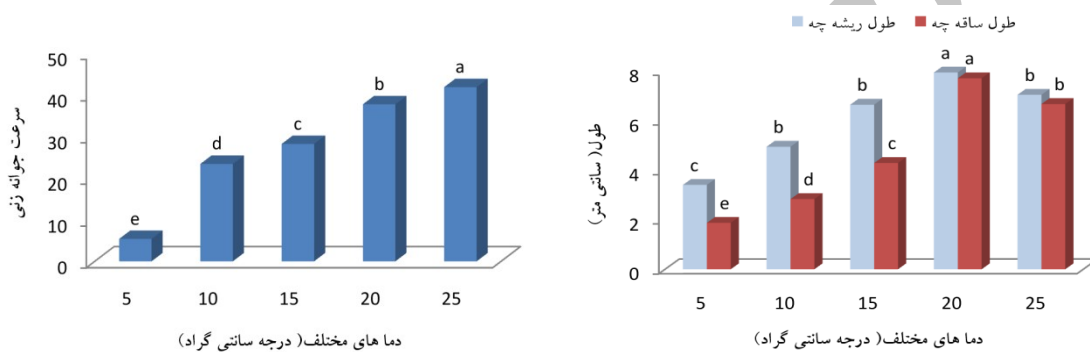 سرعت جوانه زنی
50
40
30
20
10
0
e
d
c
b
a
5 10 15 20 25
دما های مختلف( درجه سانتی گراد)
طول ریشه چه طول ساقه چه
طول( سانتی متر)
8
6
4
2
0
c e
b d
b c
a a
b b
5 10 15 20 25
دما های مختلف( درجه سانتی گراد)